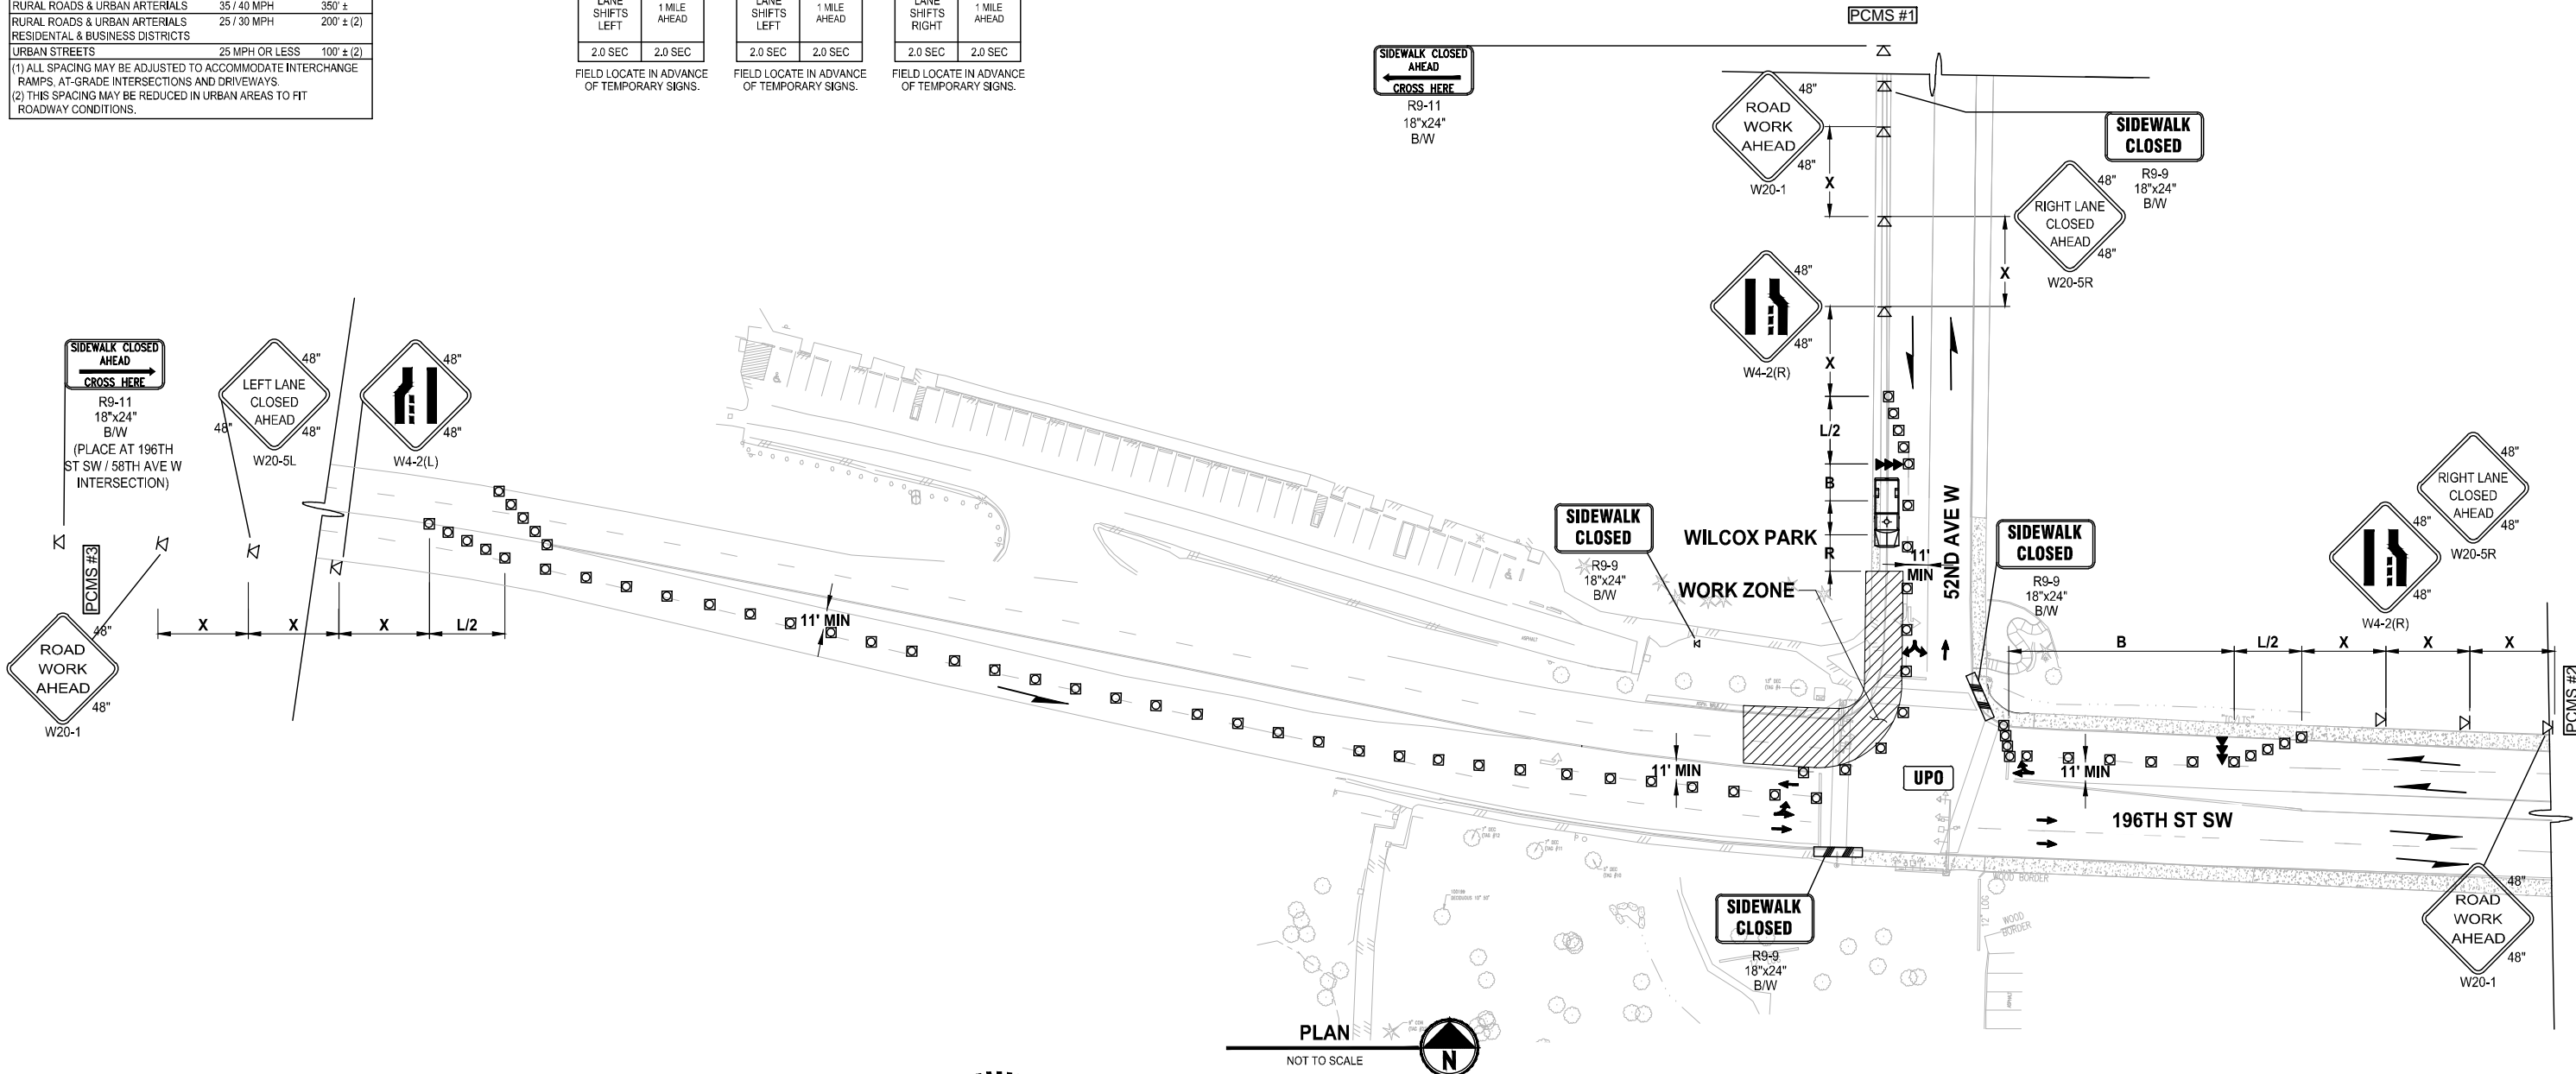 RURAL ROADS & URBAN ARTERIALS 35 / 40 MPH 350' ±
RURAL ROADS & URBAN ARTERIALS 25 / 30 MPH 200' ± (2)
RESIDENTAL & BUSINESS DISTRICTS
URBAN STREETS 25 MPH OR LESS 100' ± (2)
(1) ALL SPACING MAY BE ADJUSTED TO ACCOMMODATE INTERCHANGE
RAMPS, AT-GRADE INTERSECTIONS AND DRIVEWAYS.
(2) THIS SPACING MAY BE REDUCED IN URBAN AREAS TO FIT
ROADWAY CONDITIONS.
LANE
SHIFTS
LEFT
1 MILE
AHEAD
2.0 SEC 2.0 SEC
FIELD LOCATE IN ADVANCE
OF TEMPORARY SIGNS.
LANE
SHIFTS
LEFT
1 MILE
AHEAD
2.0 SEC 2.0 SEC
FIELD LOCATE IN ADVANCE
OF TEMPORARY SIGNS.
LANE
SHIFTS
RIGHT
1 MILE
AHEAD
2.0 SEC 2.0 SEC
FIELD LOCATE IN ADVANCE
OF TEMPORARY SIGNS.
PCMS #1
SIDEWALK CLOSED
AHEAD
CROSS HERE
R9-11
18"x24"
B/W
ROAD
WORK
AHEAD
48"
48"
W20-1
X
SIDEWALK
CLOSED
R9-9
18"x24"
B/W
RIGHT LANE
CLOSED
AHEAD
48"
48"
W20-5R
X
48"
48"
W4-2(R)
X
L/2
B
R
11'
MIN
52ND AVE W
SIDEWALK CLOSED
AHEAD
CROSS HERE
R9-11
18"x24"
B/W
(PLACE AT 196TH
ST SW / 58TH AVE W
INTERSECTION)
LEFT LANE
CLOSED
AHEAD
48"
48"
48"
W20-5L
48"
48"
W4-2(L)
PCMS #3
ROAD
WORK
AHEAD
48"
48"
W20-1
X X X L/2
11' MIN
SIDEWALK
CLOSED
R9-9
18"x24"
B/W
WILCOX PARK
WORK ZONE
SIDEWALK
CLOSED
R9-9
18"x24"
B/W
RIGHT LANE
CLOSED
AHEAD
48"
48"
W20-5R
48"
48"
W4-2(R)
B L/2 X X X
PCMS #2
ASPHALT
11' MIN
UPO
11' MIN
196TH ST SW
SIDEWALK
CLOSED
R9-9
18"x24"
B/W
WOOD BORDER
12" LOG
WOOD
BORDER
ROAD
WORK
AHEAD
48"
48"
W20-1
PLAN
NOT TO SCALE
N